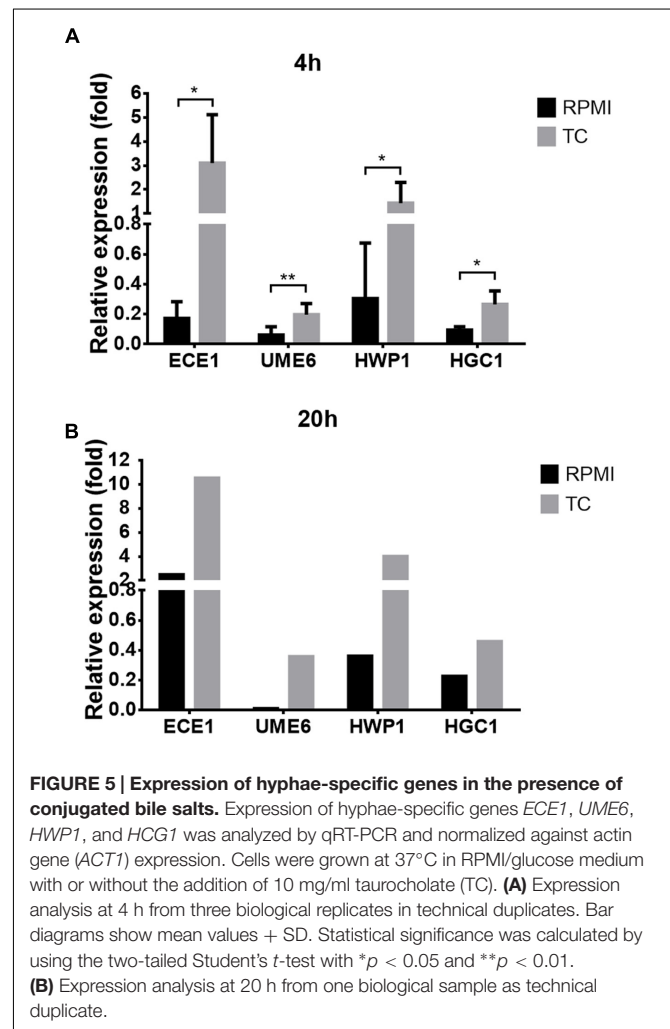 A
4h
Relative expression (fold)
6
5
4
3
2
1
0.8
0.6
0.4
0.2
0.0
*
**
*
*
RPMI
TC
ECE1 UME6 HWP1 HGC1
B
20h
Relative expression (fold)
12
10
8
6
4
2
0.8
0.6
0.4
0.2
0.0
RPMI
TC
ECE1 UME6 HWP1 HGC1
FIGURE 5 | Expression of hyphae-specific genes in the presence of
conjugated bile salts. Expression of hyphae-specific genes ECE1, UME6,
HWP1, and HCG1 was analyzed by qRT-PCR and normalized against actin
gene (ACT1) expression. Cells were grown at 37°C in RPMI/glucose medium
with or without the addition of 10 mg/ml taurocholate (TC). (A) Expression
analysis at 4 h from three biological replicates in technical duplicates. Bar
diagrams show mean values + SD. Statistical significance was calculated by
using the two-tailed Student's t-test with *p < 0.05 and **p < 0.01.
(B) Expression analysis at 20 h from one biological sample as technical
duplicate.